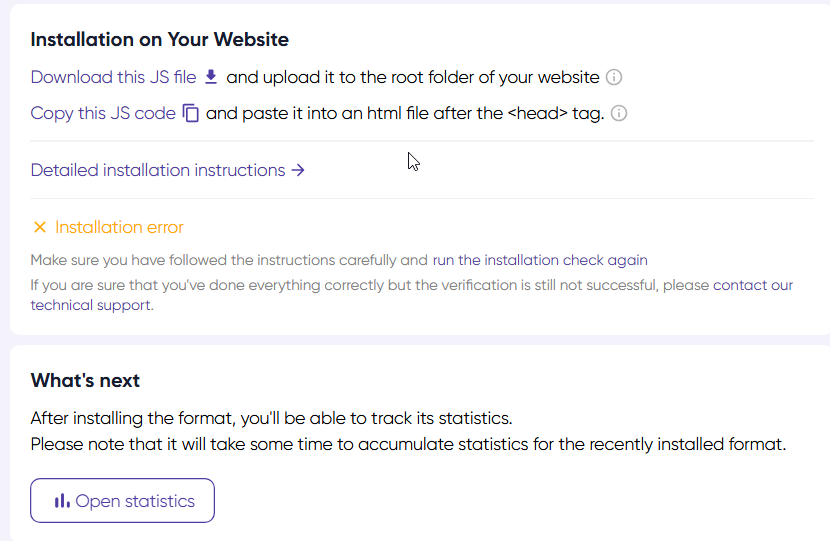 Installation on Your Website
Download this JS file and upload it to the root folder of your website
Copy this JS code and paste it into an html file after the <head> tag.
Detailed installation instructions →
× Installation error
Make sure you have followed the instructions carefully and run the installation check again
If you are sure that you've done everything correctly but the verification is still not successful, please contact our
technical support.
What's next
After installing the format, you'll be able to track its statistics.
Please note that it will take some time to accumulate statistics for the recently installed format.
Open statistics